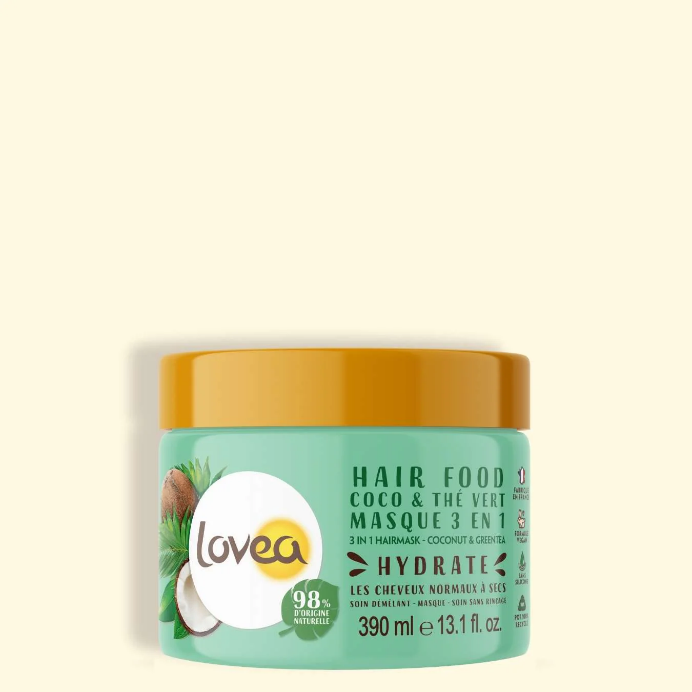 HAIR FOOD
COCO & THÉ VERT
MASQUE 3 EN 1
3 IN 1 HAIRMASK - COCONUT & GREEN TEA
HYDRATE
LES CHEVEUX NORMAUX À SECS
SOIN DÉMÊLANT - MASQUE - SOIN SANS RINÇAGE
390 ml e 13.1 fl. oz.
lovea
98%
D'ORIGINE
NATURELLE